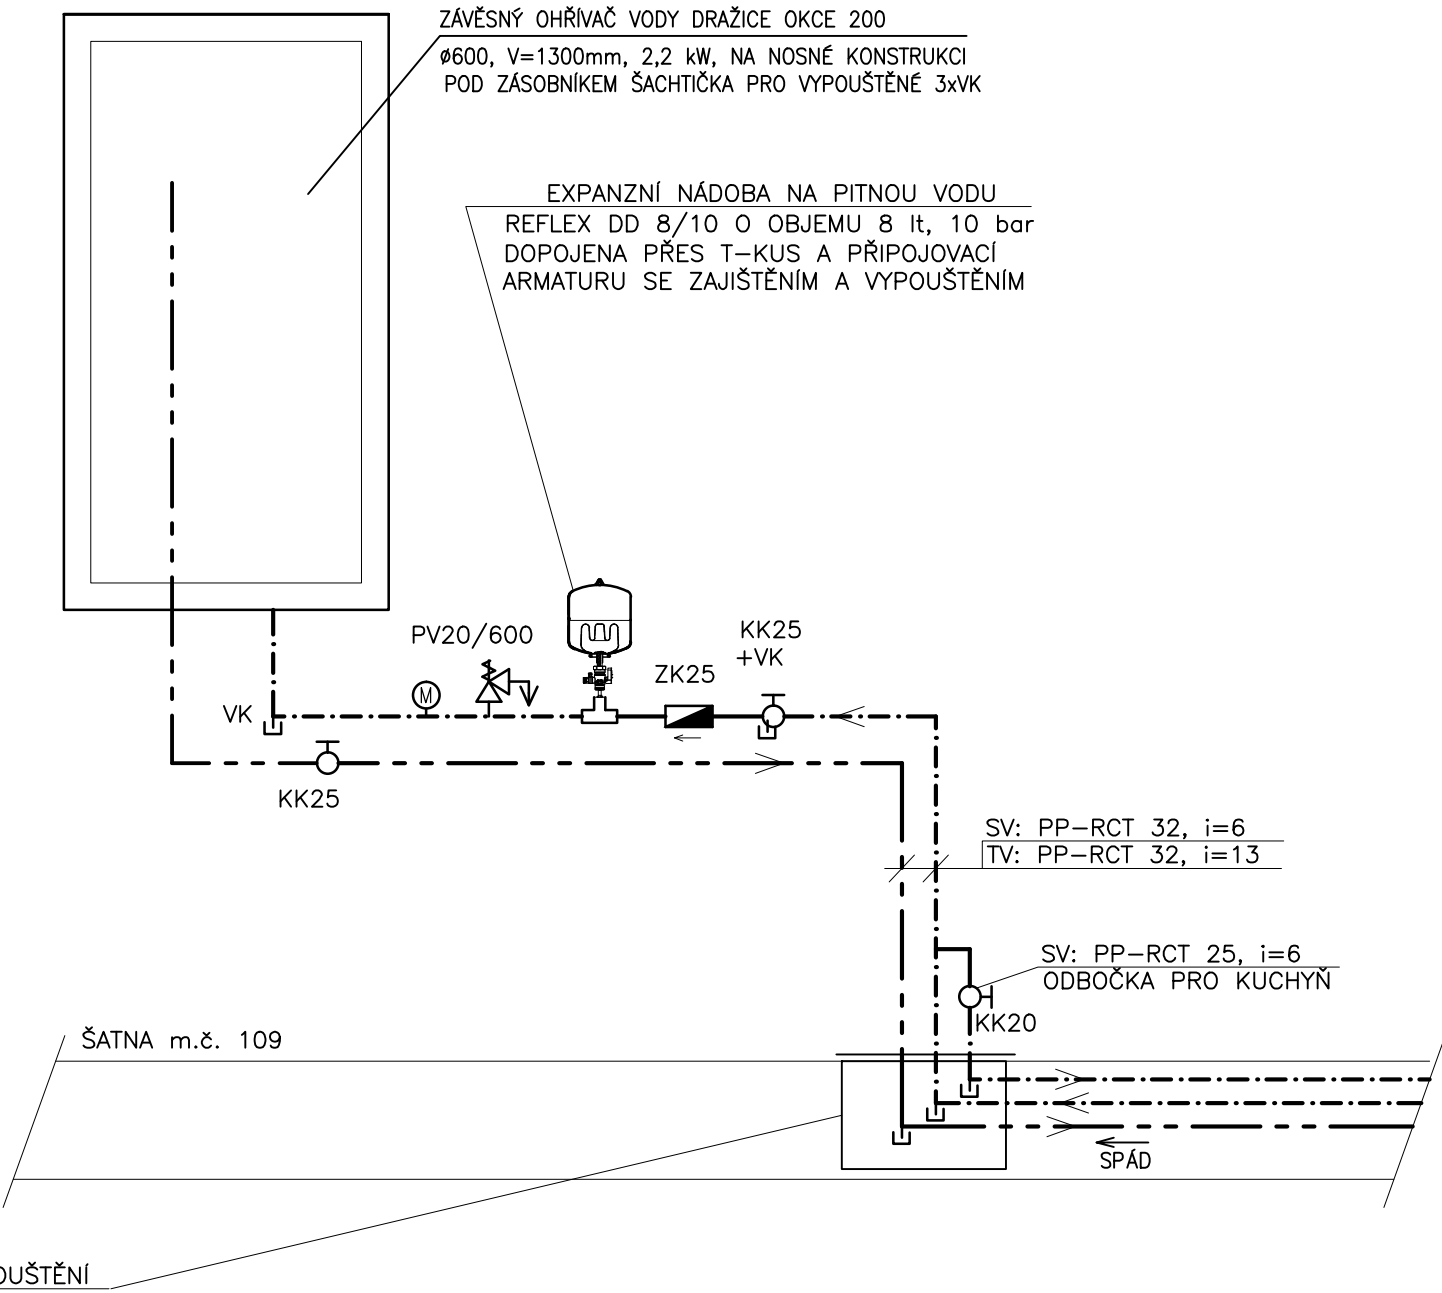 ZÁVĚSNÝ OHŘÍVAČ VODY DRAŽICE OKCE 200
Ø600, V=1300mm, 2,2 kW, NA NOSNÉ KONSTRUKCI
POD ZÁSOBNÍKEM ŠACHTIČKA PRO VYPOUŠTĚNÉ 3xVK
EXPANZNÍ NÁDOBA NA PITNOU VODU
REFLEX DD 8/10 O OBJEMU 8 lt, 10 bar
DOPOJENA PŘES T-KUS A PŘIPOJOVACÍ
ARMATURU SE ZAJIŠTĚNÍM A VYPOUŠTĚNÍM
PV20/600
KK25
+VK
ZK25
M
VK
KK25
SV: PP-RCT 32, i=6
TV: PP-RCT 32, i=13
SV: PP-RCT 25, i=6
ODBOČKA PRO KUCHYŇ
KK20
ŠATNA m.č. 109
SPÁD
OUŠTĚNÍ